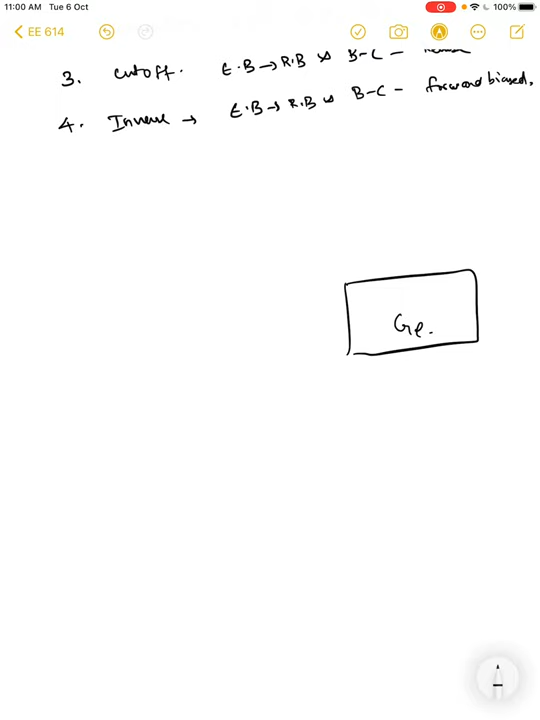 11:00 AM Tue 6 Oct
100%
EE 614
3. cutoff. E.B → R.B B-C -
4. Inverse → E.B → R.B B-C - forward biased.
Ge.